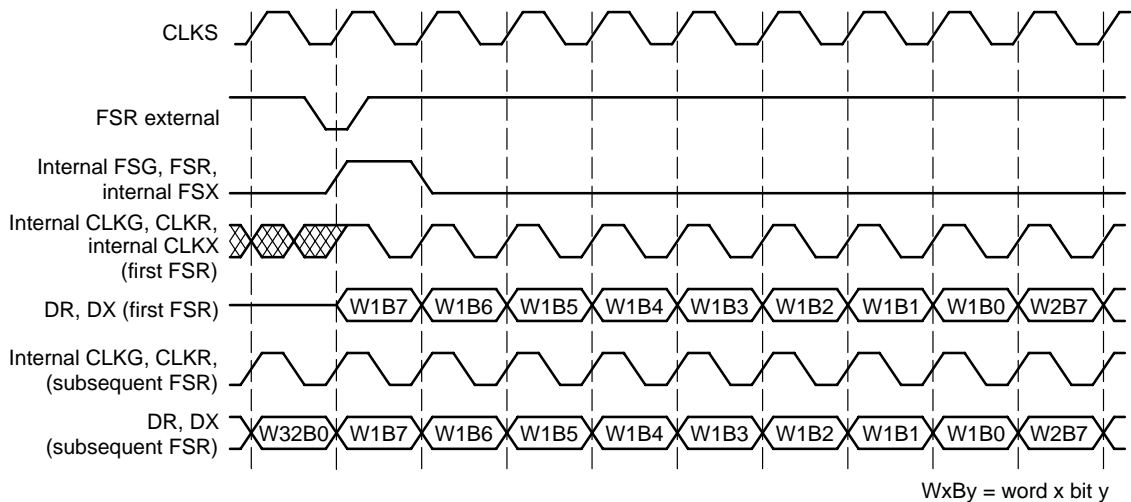 CLKS
FSR external
Internal FSG, FSR,
internal FSX
Internal CLKG, CLKR,
internal CLKX
(first FSR)
DR, DX (first FSR)
W1B7 W1B6 W1B5 W1B4 W1B3 W1B2 W1B1 W1B0 W2B7
Internal CLKG, CLKR,
(subsequent FSR)
DR, DX
(subsequent FSR)
W32B0 W1B7 W1B6 W1B5 W1B4 W1B3 W1B2 W1B1 W1B0 W2B7
WxBy = word x bit y